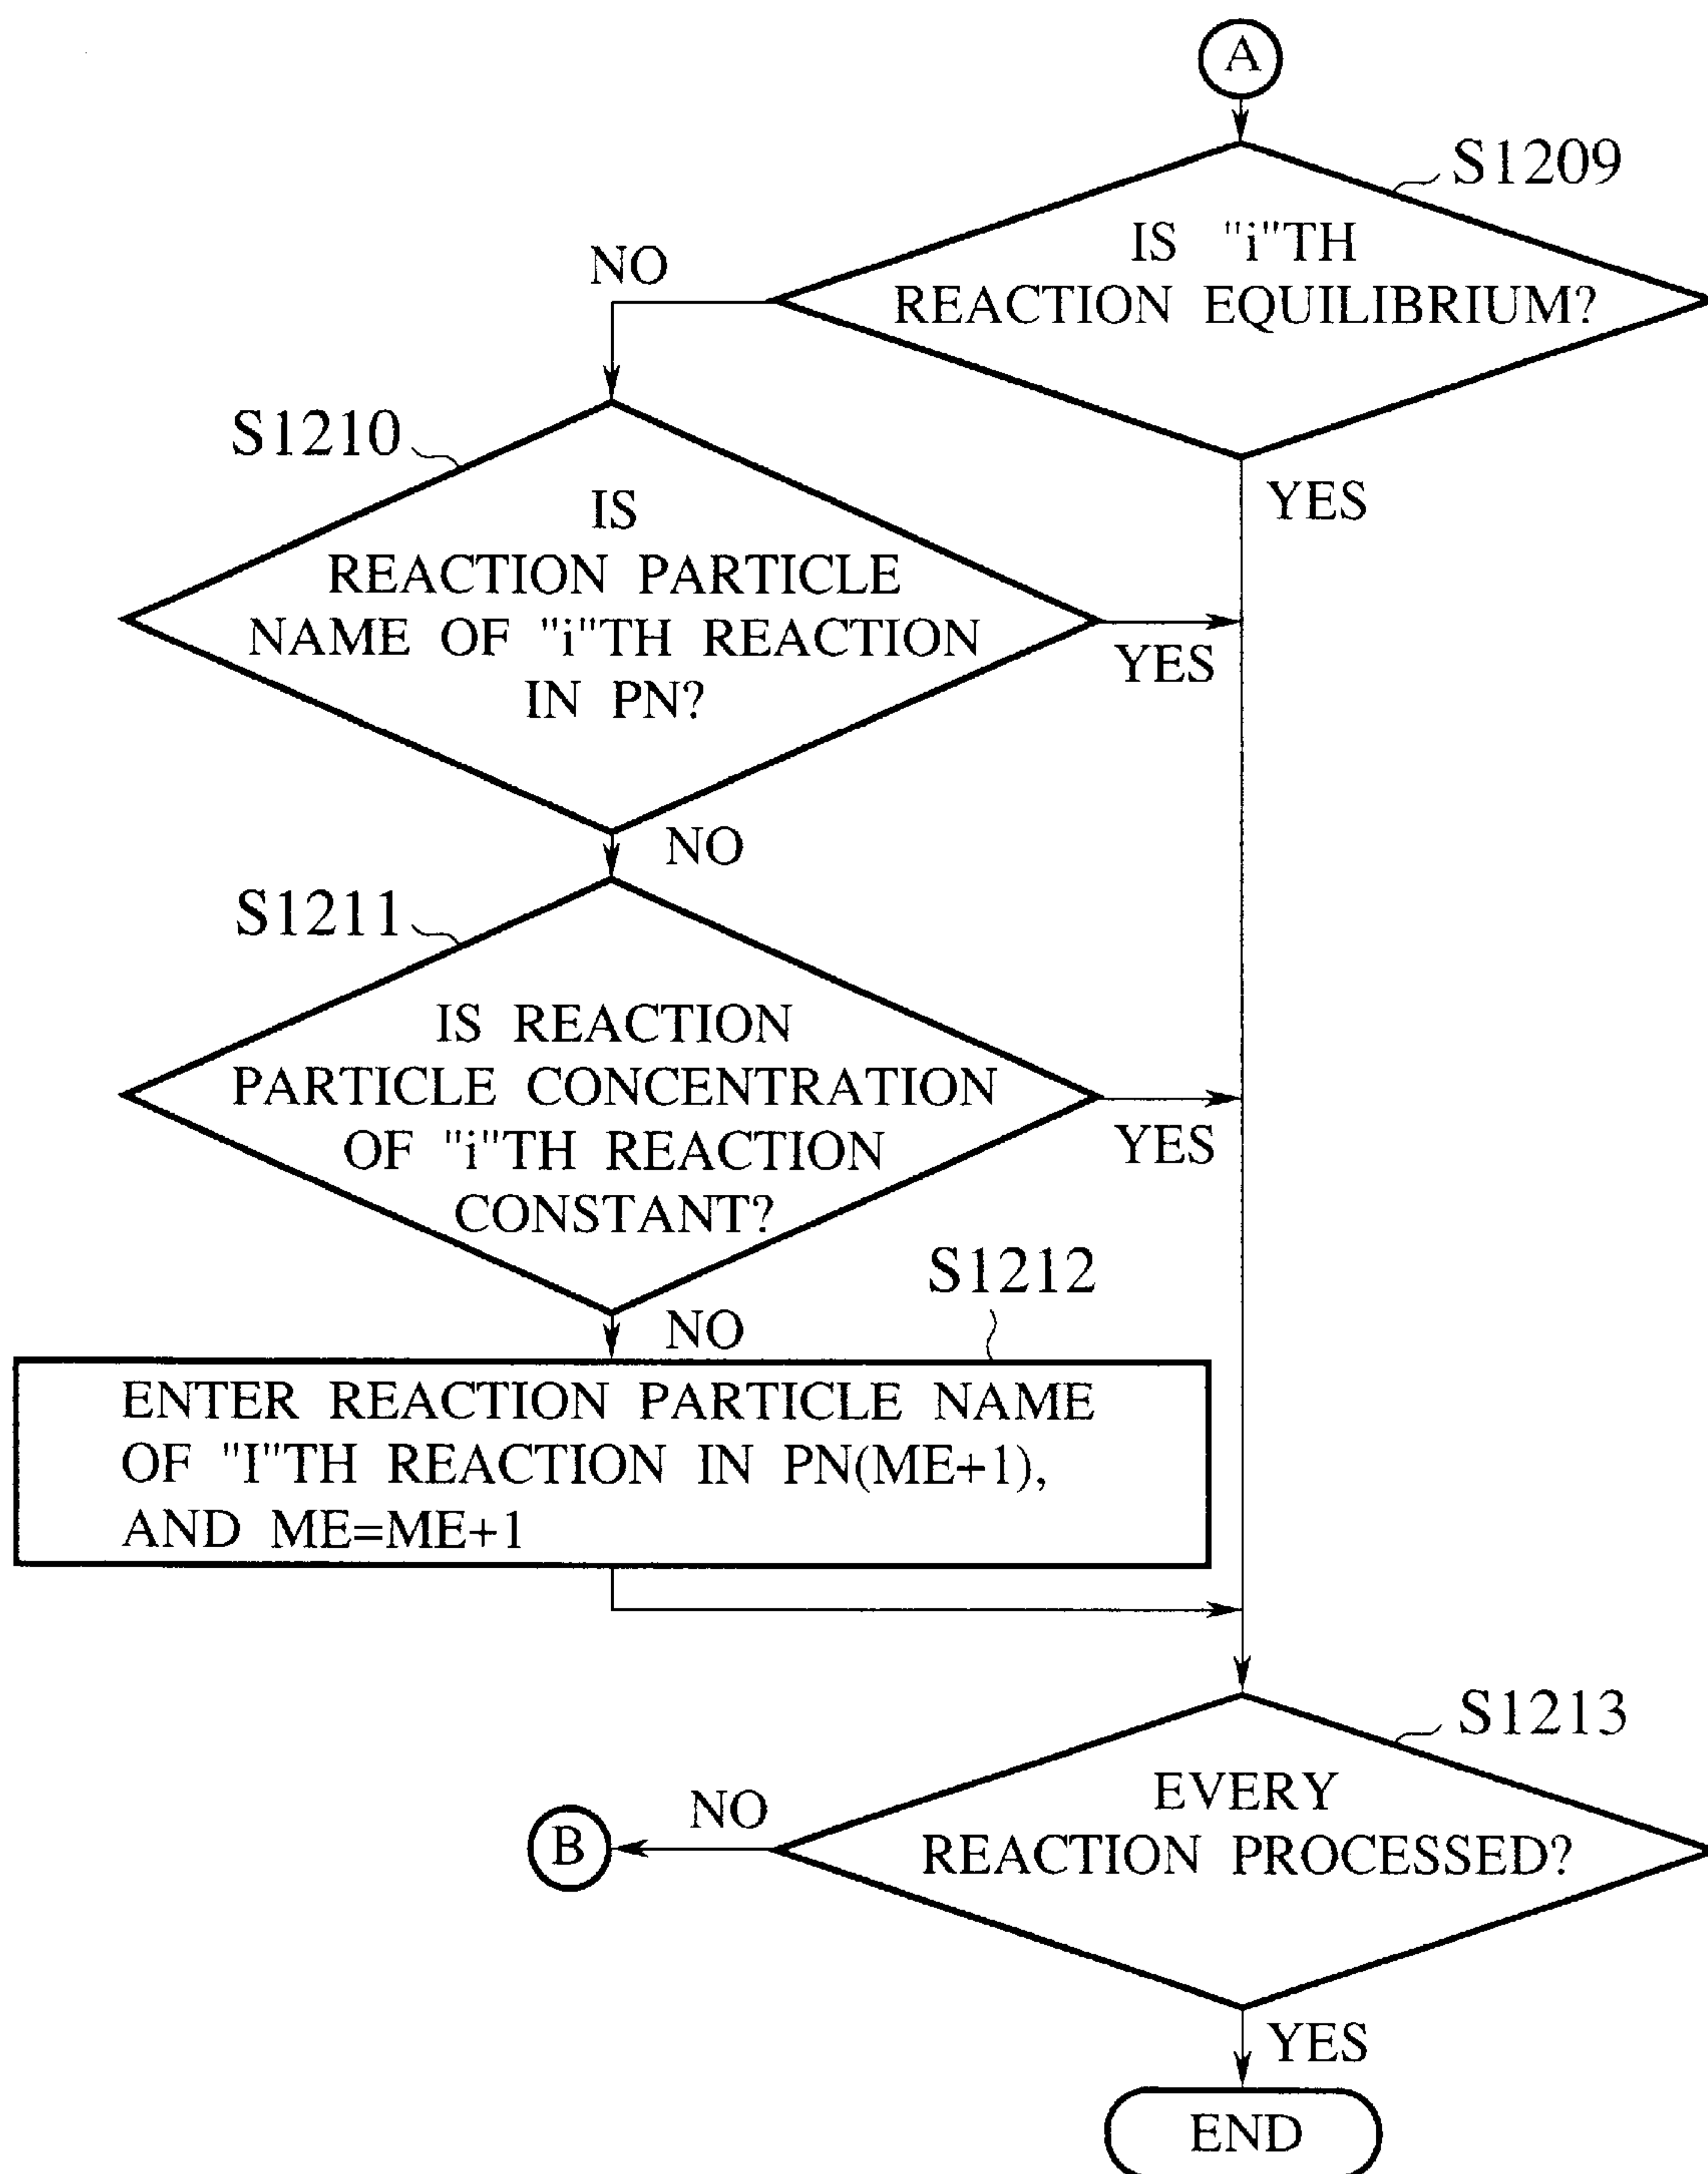 A
S1209
IS "i"TH
REACTION EQUILIBRIUM?
NO
YES
S1210
IS
REACTION PARTICLE
NAME OF "i"TH REACTION
IN PN?
YES
NO
S1211
IS REACTION
PARTICLE CONCENTRATION
OF "i"TH REACTION
CONSTANT?
YES
NO
S1212
ENTER REACTION PARTICLE NAME
OF "I"TH REACTION IN PN(ME+1),
AND ME=ME+1
S1213
EVERY
REACTION PROCESSED?
NO
B
YES
END